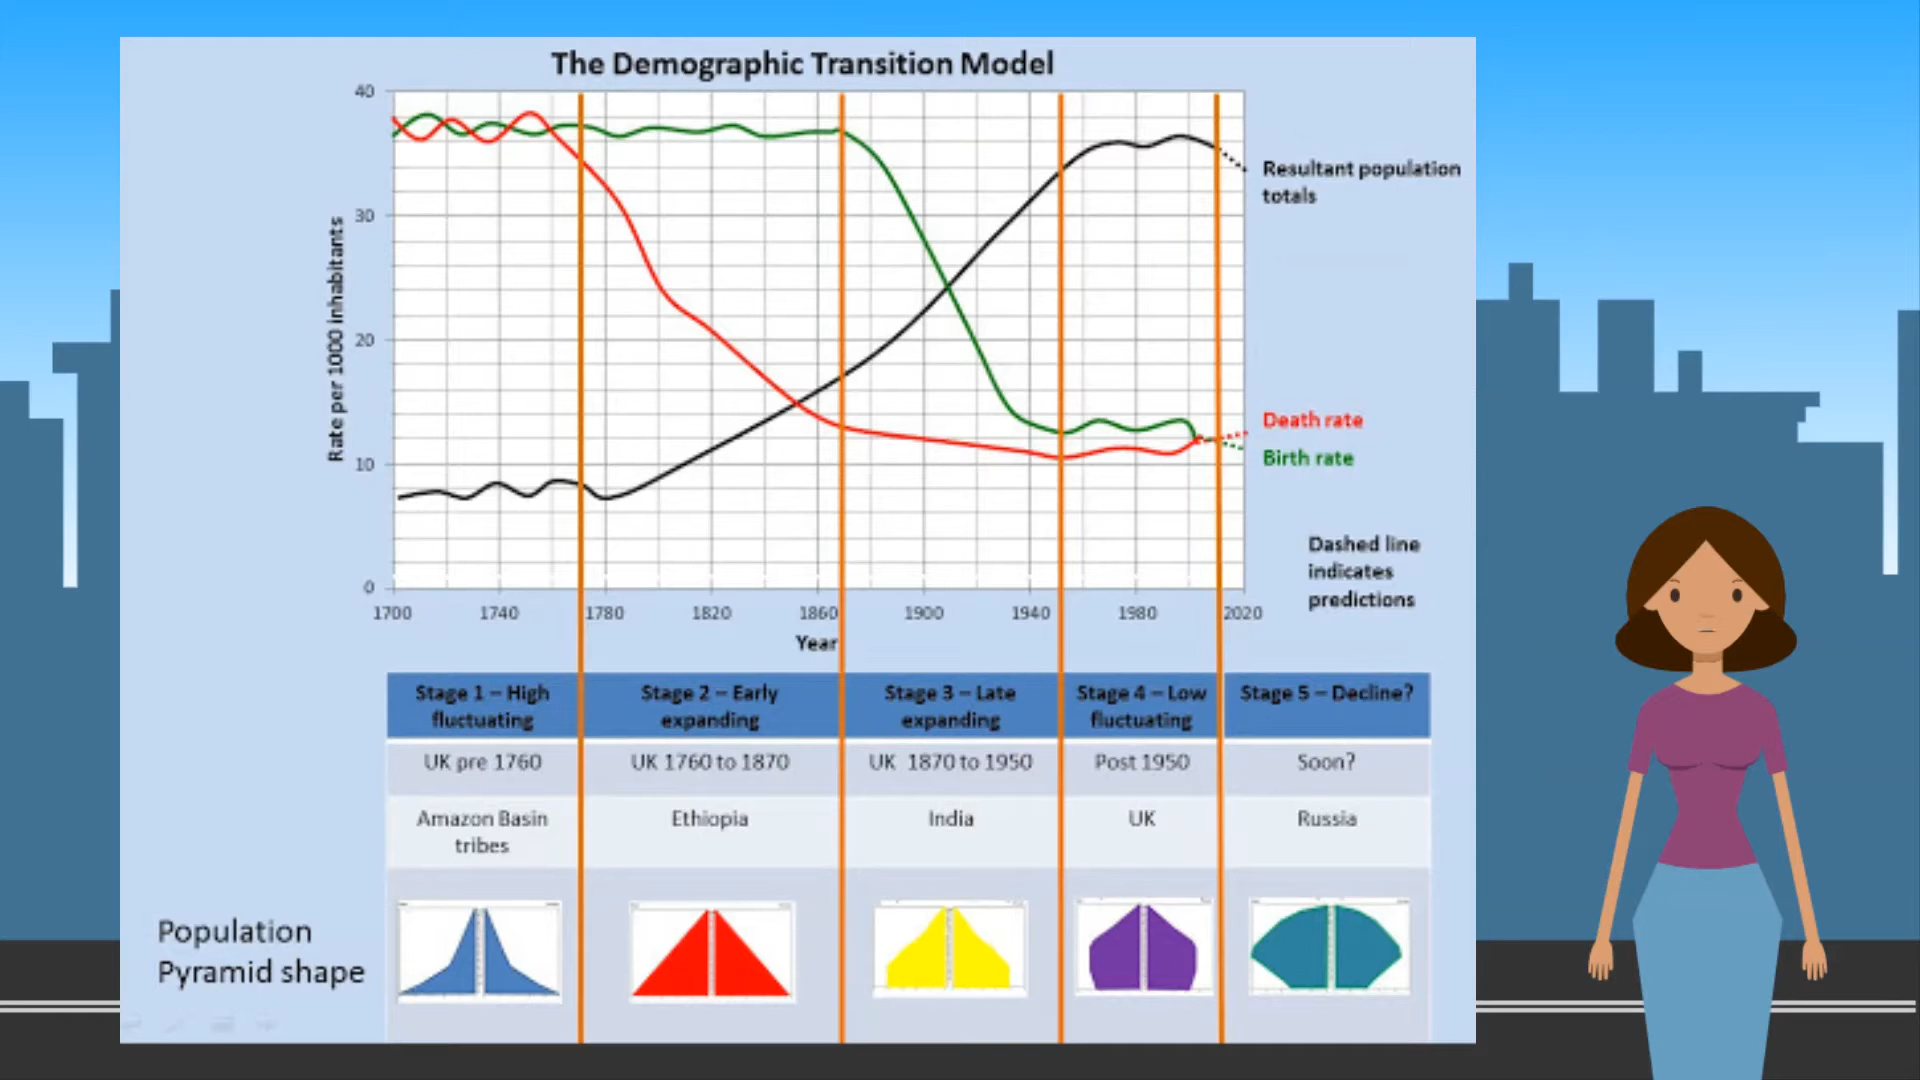 The Demographic Transition Model
40
30
20
10
0
Rate per 1000 inhabitants
1700 1740 1780 1820 1860 1900 1940 1980 2020
Year
Resultant population
totals
Death rate
Birth rate
Dashed line
indicates
predictions
Stage 1 – High
fluctuating
Stage 2 – Early
expanding
Stage 3 – Late
expanding
Stage 4 – Low
fluctuating
Stage 5 – Decline?
UK pre 1760
UK 1760 to 1870
UK 1870 to 1950
Post 1950
Soon?
Amazon Basin
tribes
Ethiopia
India
UK
Russia
Population
Pyramid shape